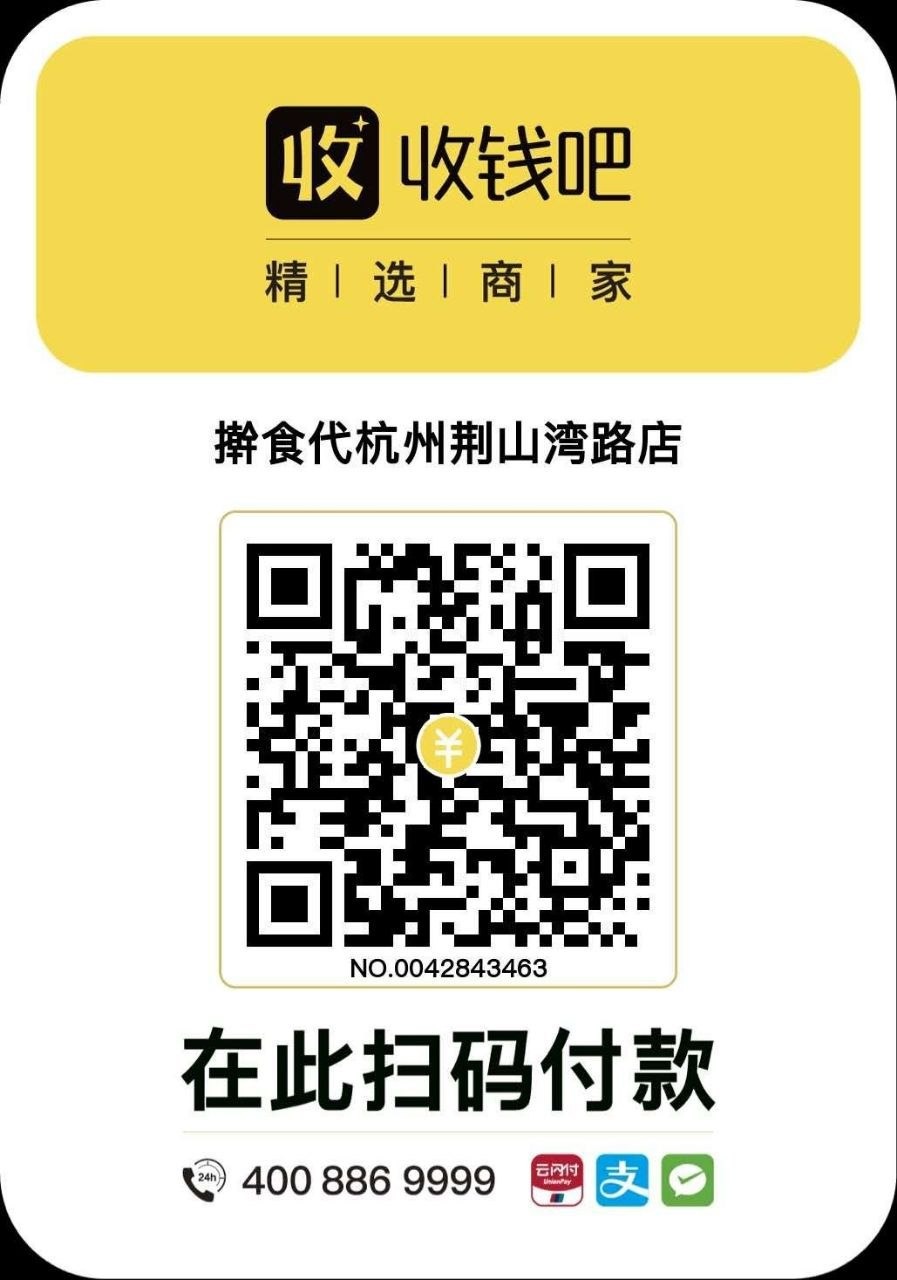 收 收钱吧
精 | 选 | 商 | 家
擀食代杭州荆山湾路店
¥
NO.0042843463
在此扫码付款
24h 400 886 9999 云闪付 UnionPay 支